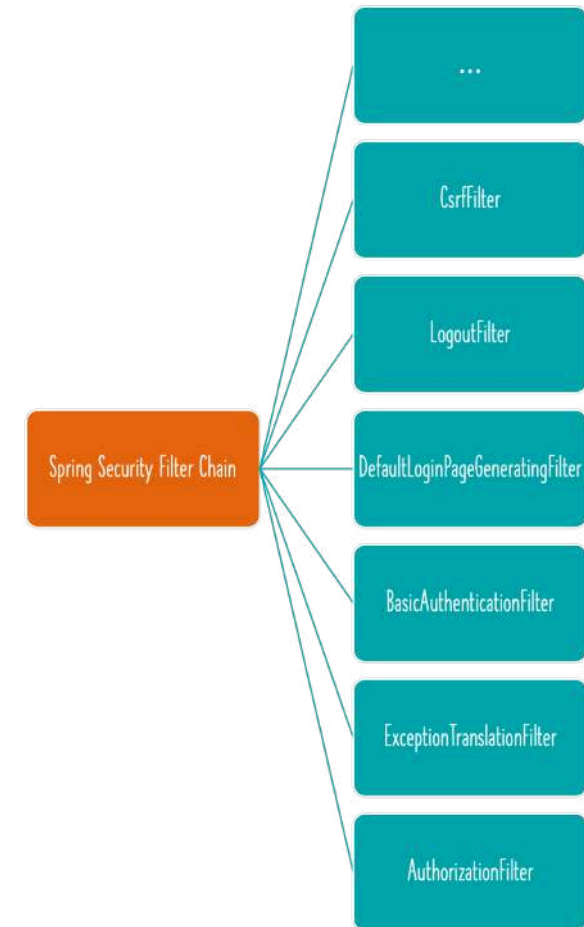 ...
CsrfFilter
LogoutFilter
Spring Security Filter Chain
DefaultLoginPageGeneratingFilter
BasicAuthenticationFilter
ExceptionTranslationFilter
AuthorizationFilter